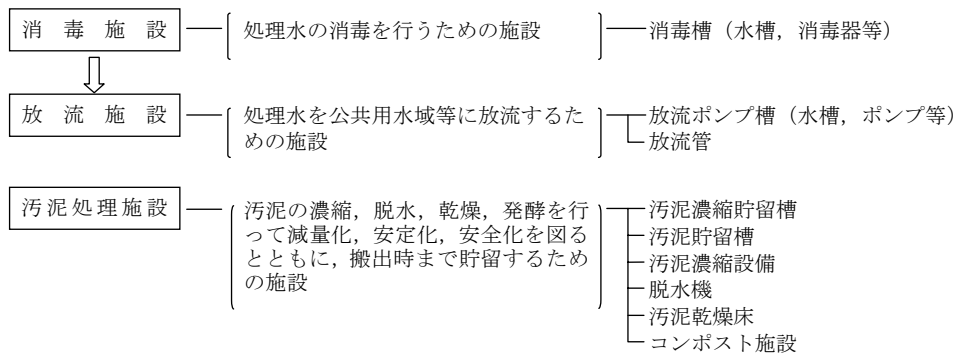 消毒施設
処理水の消毒を行うための施設
消毒槽（水槽，消毒器等）
放流施設
処理水を公共用水域等に放流するた
めの施設
放流ポンプ槽（水槽，ポンプ等）
放流管
汚泥処理施設
汚泥の濃縮，脱水，乾燥，発酵を行
って減量化，安定化，安全化を図る
とともに，搬出時まで貯留するため
の施設
汚泥濃縮貯留槽
汚泥貯留槽
汚泥濃縮設備
脱水機
汚泥乾燥床
コンポスト施設